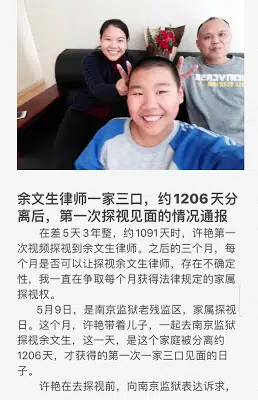 余文生律师一家三口，约1206天分
离后，第一次探视见面的情况通报
在差5天3年整，约1091天时，许艳第一
次视频探视到余文生律师。之后的三个月，每
个月是否可以让探视余文生律师，存在不确定
性，我一直在争取每个月获得法律规定的家属
探视权。
5月9日，是南京监狱老残监区，家属探视
日。这个月，许艳带着儿子，一起去南京监狱
探视余文生，这一天，是这个家庭被分离约
1206天，才获得的第一次一家三口见面的日
子。
许艳在去探视前，向南京监狱表达诉求，